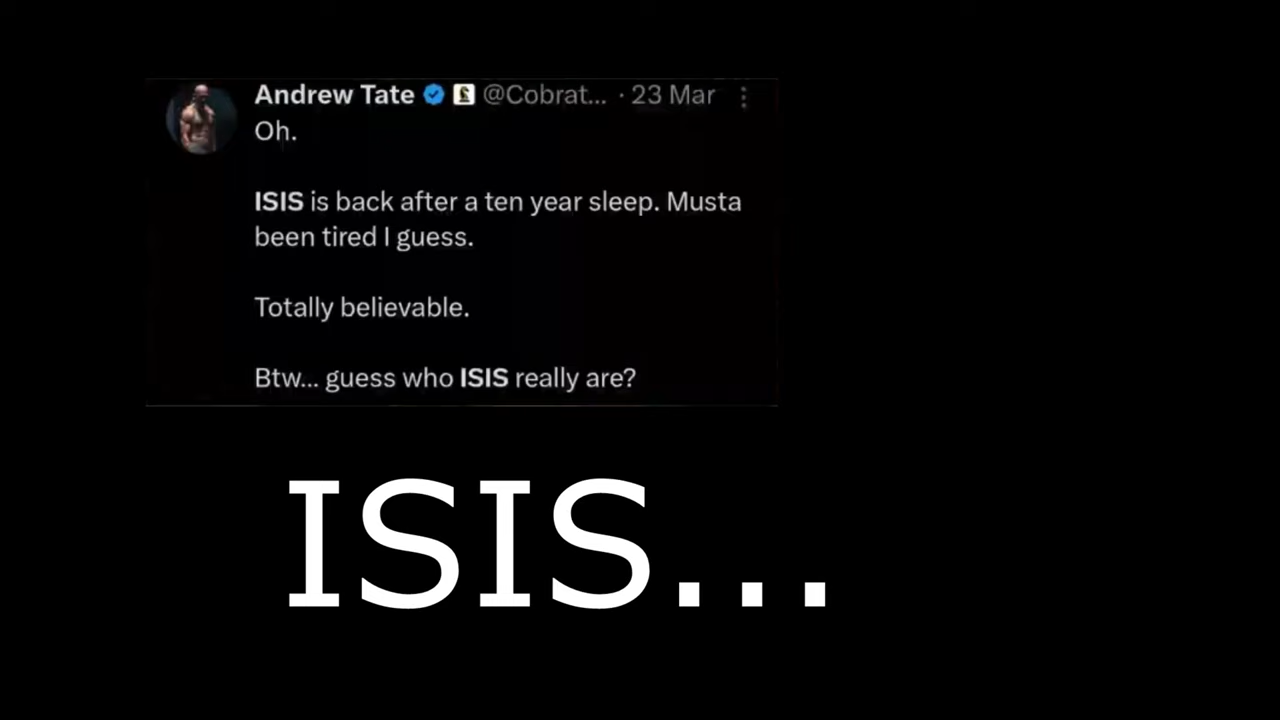 Andrew Tate @Cobrat... · 23 Mar
Oh.
ISIS is back after a ten year sleep. Musta
been tired I guess.
Totally believable.
Btw... guess who ISIS really are?
ISIS...